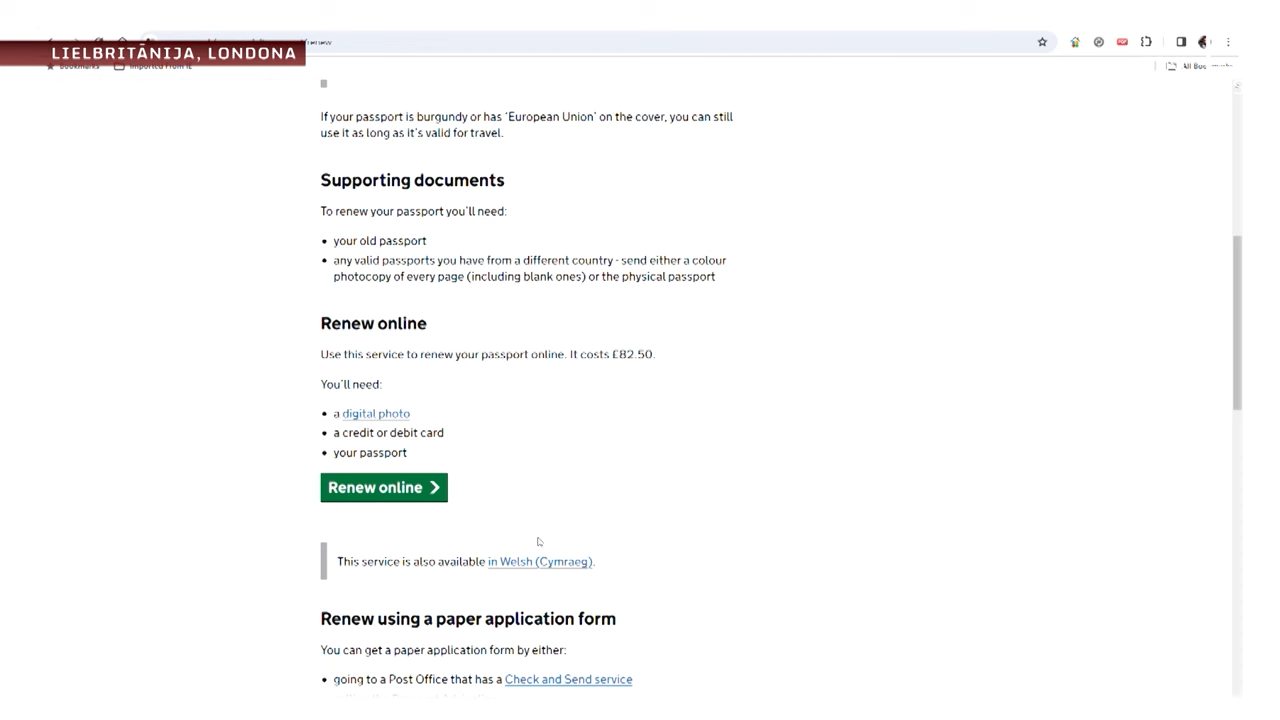 LIELBRITĀNIJA, LONDONA
renew
Bookmarks
Imported From IE
If your passport is burgundy or has ‘European Union’ on the cover, you can still
use it as long as it’s valid for travel.
Supporting documents
To renew your passport you’ll need:
• your old passport
• any valid passports you have from a different country - send either a colour
photocopy of every page (including blank ones) or the physical passport
Renew online
Use this service to renew your passport online. It costs £82.50.
You’ll need:
• a digital photo
• a credit or debit card
• your passport
Renew online
This service is also available in Welsh (Cymraeg).
Renew using a paper application form
You can get a paper application form by either:
• going to a Post Office that has a Check and Send service